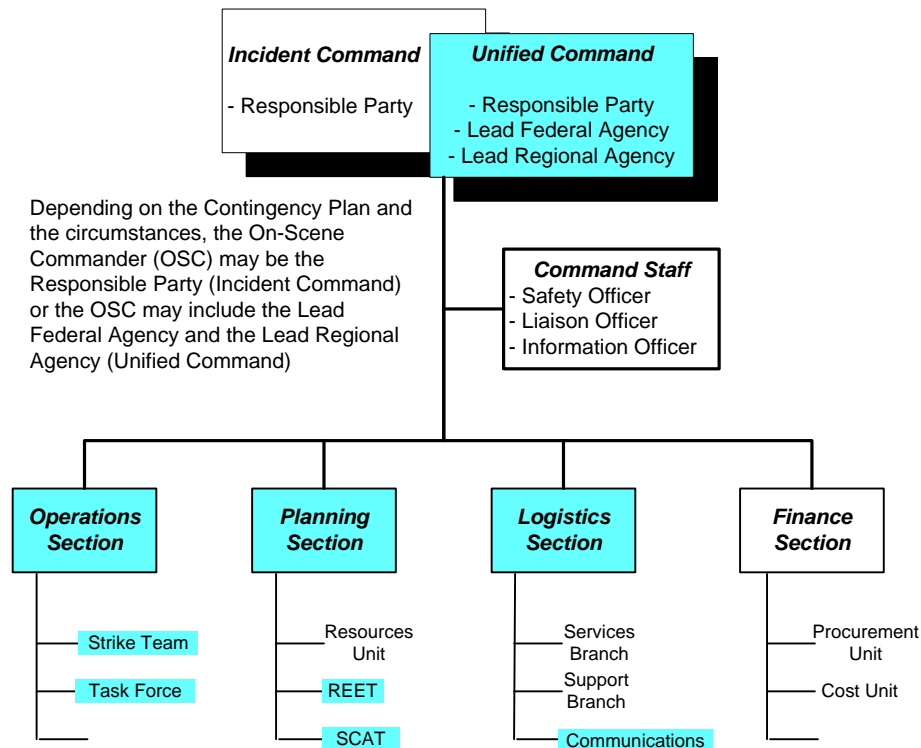 Incident Command
- Responsible Party
Unified Command
- Responsible Party
- Lead Federal Agency
- Lead Regional Agency
Depending on the Contingency Plan and
the circumstances, the On-Scene
Commander (OSC) may be the
Responsible Party (Incident Command)
or the OSC may include the Lead
Federal Agency and the Lead Regional
Agency (Unified Command)
Command Staff
- Safety Officer
- Liaison Officer
- Information Officer
Operations
Section
Strike Team
Task Force
Planning
Section
Resources
Unit
REET
SCAT
Logistics
Section
Services
Branch
Support
Branch
Communications
Finance
Section
Procurement
Unit
Cost Unit